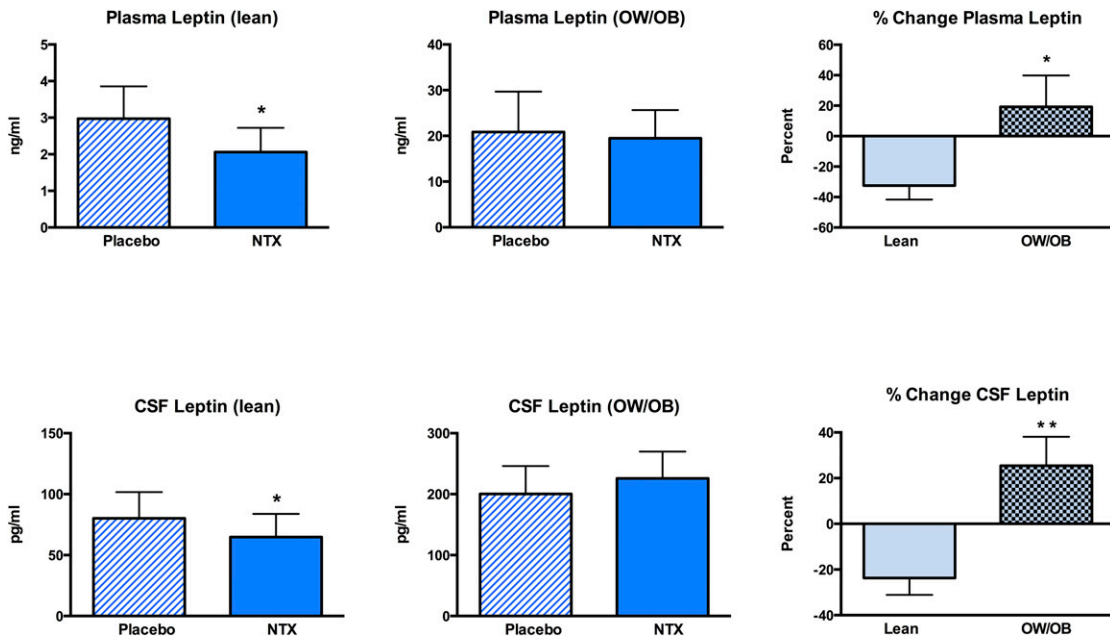 Plasma Leptin (lean)
5
4
3
2
1
0
ng/ml
*
Placebo
NTX
Plasma Leptin (OW/OB)
40
30
20
10
0
ng/ml
Placebo
NTX
% Change Plasma Leptin
60
40
20
0
-20
-40
-60
Percent
*
Lean
OW/OB
CSF Leptin (lean)
150
100
50
0
pg/ml
*
Placebo
NTX
CSF Leptin (OW/OB)
300
200
100
0
pg/ml
Placebo
NTX
% Change CSF Leptin
40
20
0
-20
-40
Percent
**
Lean
OW/OB